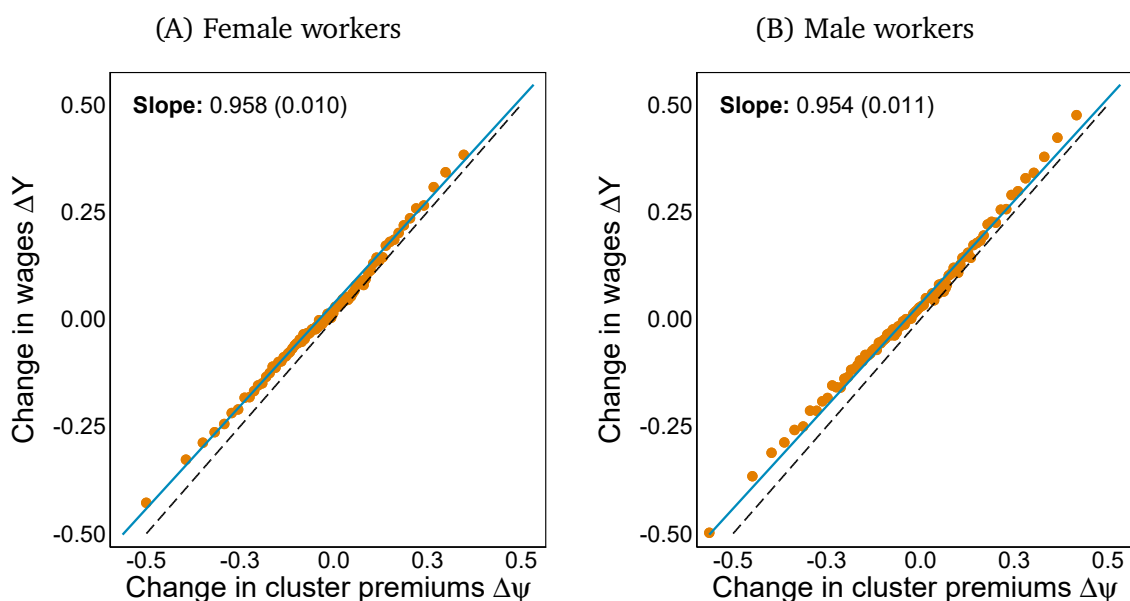 (A) Female workers
Slope: 0.958 (0.010)
0.50
0.25
0.00
-0.25
-0.50
Change in wages ΔY
-0.5 -0.3 0.0 0.3 0.5
Change in cluster premiums Δψ
(B) Male workers
Slope: 0.954 (0.011)
0.50
0.25
0.00
-0.25
-0.50
Change in wages ΔY
-0.5 -0.3 0.0 0.3 0.5
Change in cluster premiums Δψ